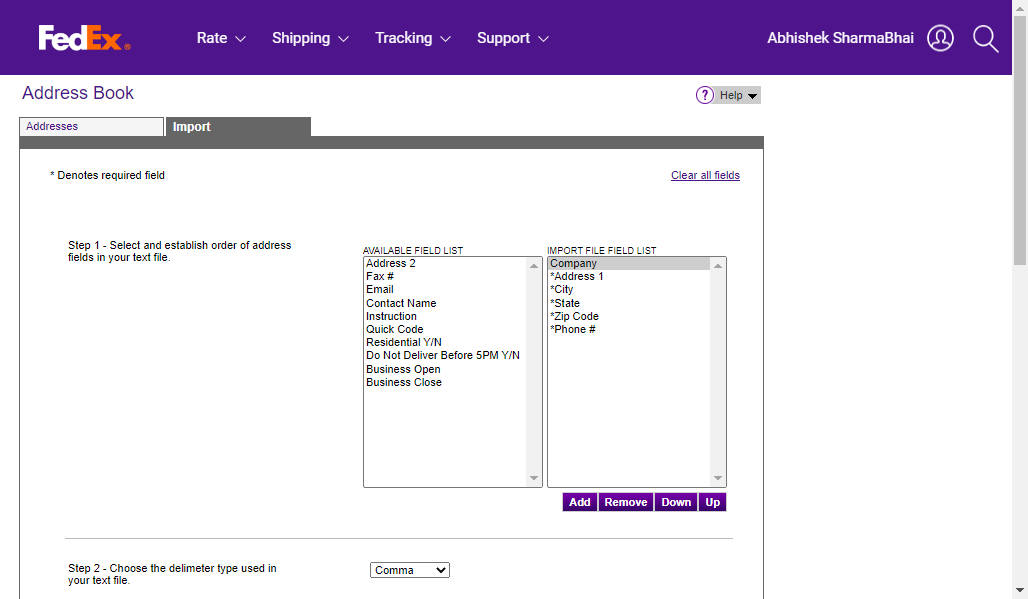 FedEx®
Rate
Shipping
Tracking
Support
Abhishek SharmaBhai
Address Book
? Help
Addresses
Import
* Denotes required field
Clear all fields
Step 1 - Select and establish order of address
fields in your text file.
AVAILABLE FIELD LIST
Address 2
Fax #
Email
Contact Name
Instruction
Quick Code
Residential Y/N
Do Not Deliver Before 5PM Y/N
Business Open
Business Close
IMPORT FILE FIELD LIST
Company
*Address 1
*City
*State
*Zip Code
*Phone #
Add
Remove
Down
Up
Step 2 - Choose the delimeter type used in
your text file.
Comma